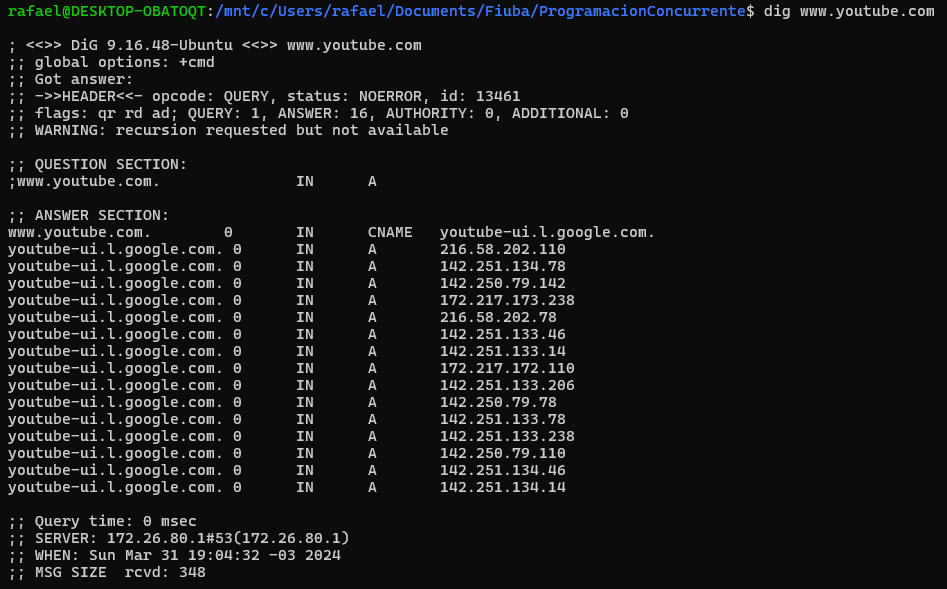 rafael@DESKTOP-OBATOQT:/mnt/c/Users/rafael/Documents/Fiuba/ProgramacionConcurrente$ dig www.youtube.com
; <<>> DiG 9.16.48-Ubuntu <<>> www.youtube.com
;; global options: +cmd
;; Got answer:
;; ->>HEADER<<- opcode: QUERY, status: NOERROR, id: 13461
;; flags: qr rd ad; QUERY: 1, ANSWER: 16, AUTHORITY: 0, ADDITIONAL: 0
;; WARNING: recursion requested but not available
;; QUESTION SECTION:
;www.youtube.com. IN A
;; ANSWER SECTION:
www.youtube.com. 0 IN CNAME youtube-ui.l.google.com.
youtube-ui.l.google.com. 0 IN A 216.58.202.110
youtube-ui.l.google.com. 0 IN A 142.251.134.78
youtube-ui.l.google.com. 0 IN A 142.250.79.142
youtube-ui.l.google.com. 0 IN A 172.217.173.238
youtube-ui.l.google.com. 0 IN A 216.58.202.78
youtube-ui.l.google.com. 0 IN A 142.251.133.46
youtube-ui.l.google.com. 0 IN A 142.251.133.14
youtube-ui.l.google.com. 0 IN A 172.217.172.110
youtube-ui.l.google.com. 0 IN A 142.251.133.206
youtube-ui.l.google.com. 0 IN A 142.250.79.78
youtube-ui.l.google.com. 0 IN A 142.251.133.78
youtube-ui.l.google.com. 0 IN A 142.251.133.238
youtube-ui.l.google.com. 0 IN A 142.250.79.110
youtube-ui.l.google.com. 0 IN A 142.251.134.46
youtube-ui.l.google.com. 0 IN A 142.251.134.14
;; Query time: 0 msec
;; SERVER: 172.26.80.1#53(172.26.80.1)
;; WHEN: Sun Mar 31 19:04:32 -03 2024
;; MSG SIZE  rcvd: 348